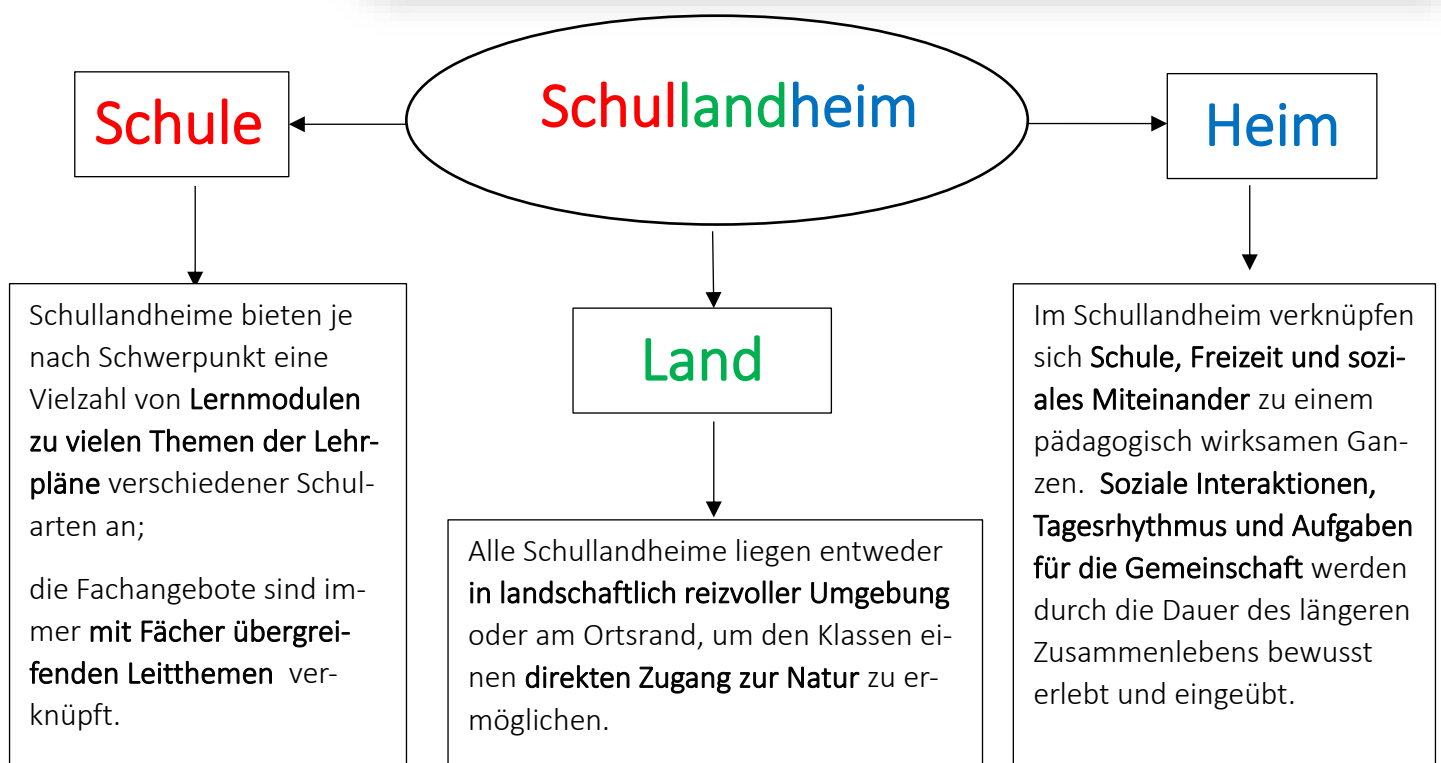 Schullandheim
Schule
Schullandheime bieten je
nach Schwerpunkt eine
Vielzahl von Lernmodulen
zu vielen Themen der Lehr-
pläne verschiedener Schul-
arten an;
die Fachangebote sind im-
mer mit Fächer übergrei-
fenden Leitthemen ver-
knüpft.
Land
Alle Schullandheime liegen entweder
in landschaftlich reizvoller Umgebung
oder am Ortsrand, um den Klassen ei-
nen direkten Zugang zur Natur zu er-
möglichen.
Heim
Im Schullandheim verknüpfen
sich Schule, Freizeit und sozi-
ales Miteinander zu einem
pädagogisch wirksamen Gan-
zen. Soziale Interaktionen,
Tagesrhythmus und Aufgaben
für die Gemeinschaft werden
durch die Dauer des längeren
Zusammenlebens bewusst
erlebt und eingeübt.